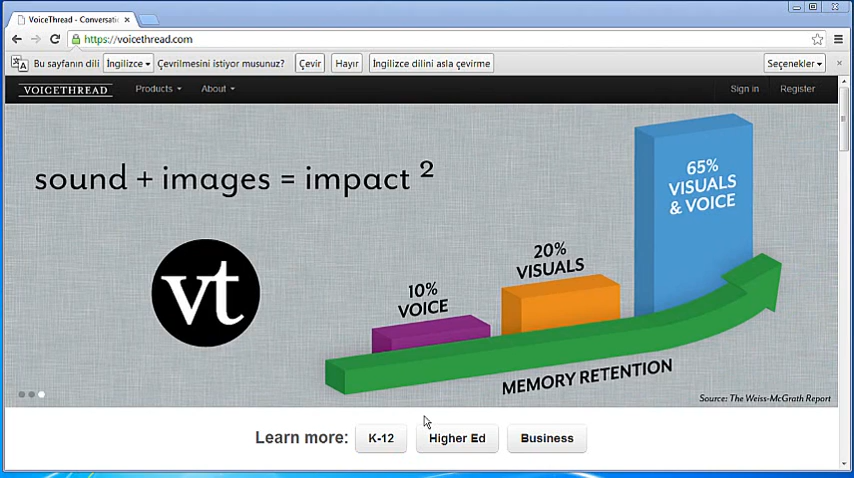 VoiceThread - Conversati
https://voicethread.com
Bu sayfanın dili İngilizce Çevrilmesini istiyor musunuz? Çevir Hayır İngilizce dilini asla çevirme Seçenekler
VOICETHREAD Products About Sign in Register
sound + images = impact ²
vt
10%
VOICE
20%
VISUALS
65%
VISUALS
& VOICE
MEMORY RETENTION
Source: The Weiss-McGrath Report
Learn more: K-12 Higher Ed Business